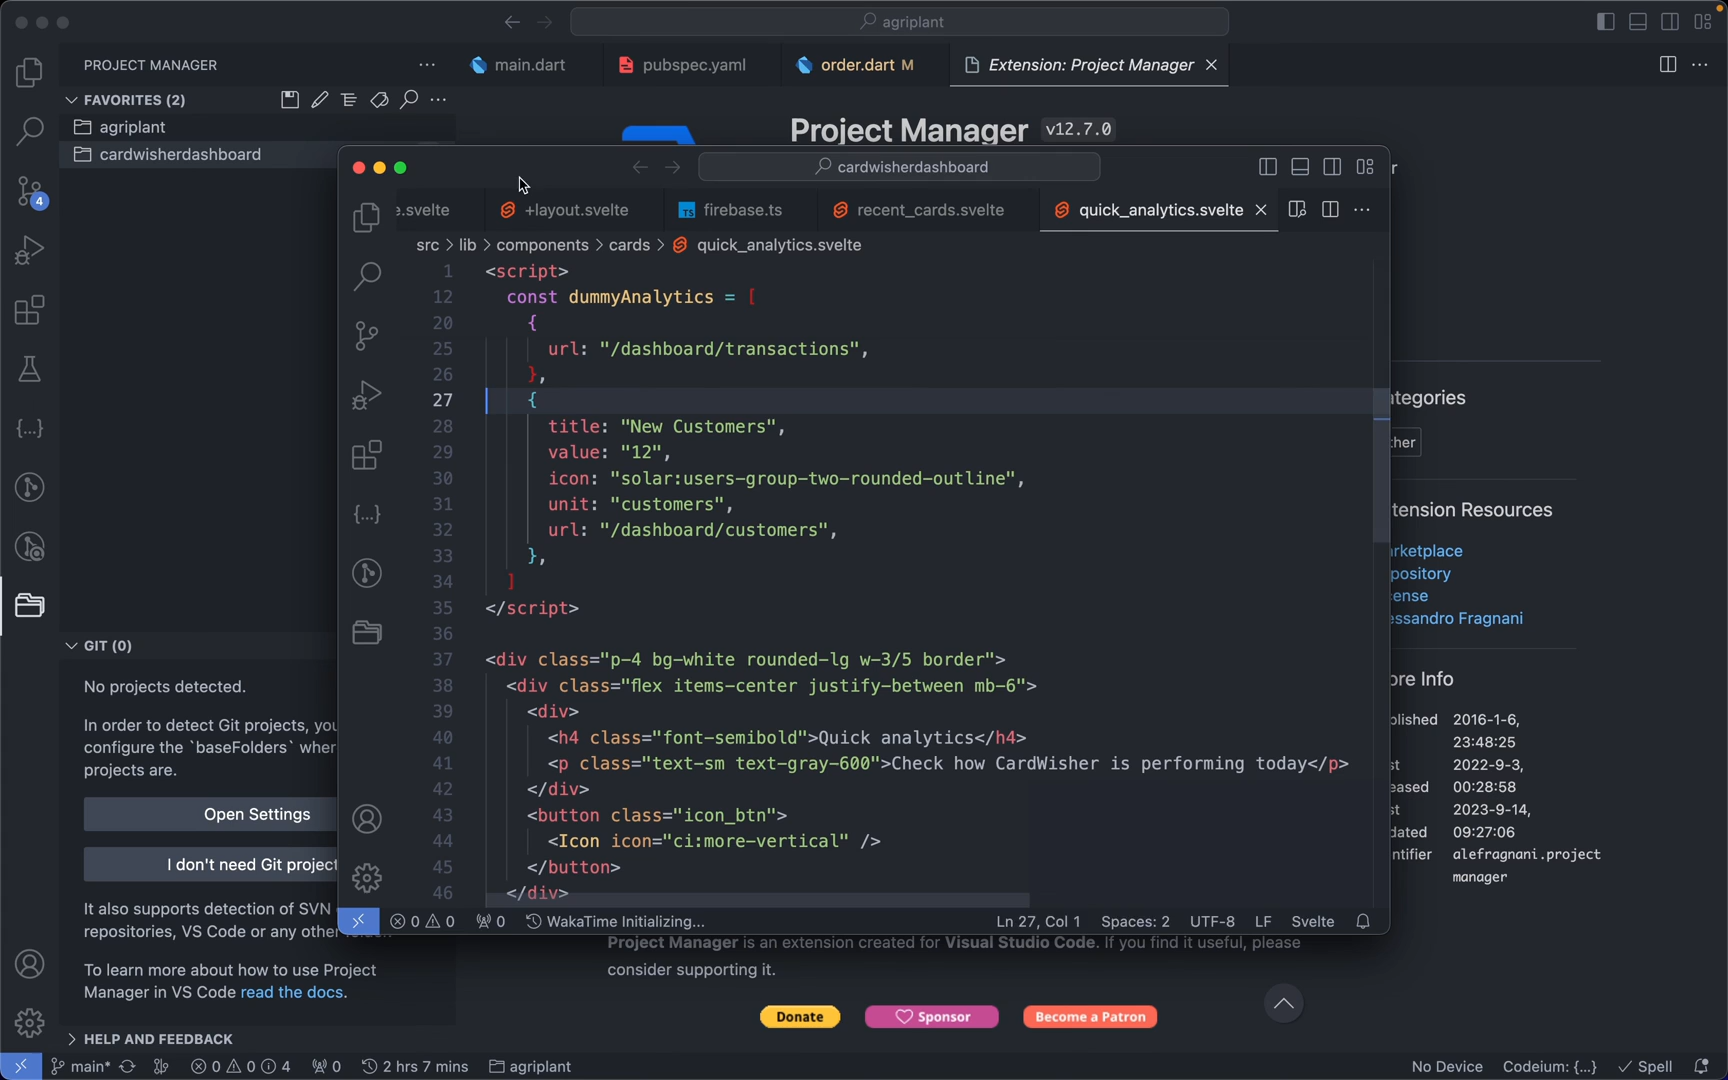 agriplant
PROJECT MANAGER
main.dart
pubspec.yaml
order.dart M
Extension: Project Manager
FAVORITES (2)
agriplant
cardwisherdashboard
Project Manager v12.7.0
4
cardwisherdashboard
e.svelte
+layout.svelte
TS firebase.ts
recent_cards.svelte
quick_analytics.svelte
src > lib > components > cards > quick_analytics.svelte
1 <script>
12 const dummyAnalytics = [
20 {
25 url: "/dashboard/transactions",
26 },
27 {
28 title: "New Customers",
29 value: "12",
30 icon: "solar:users-group-two-rounded-outline",
31 unit: "customers",
32 url: "/dashboard/customers",
33 },
34 ]
35 </script>
36
37 <div class="p-4 bg-white rounded-lg w-3/5 border">
38 <div class="flex items-center justify-between mb-6">
39 <div>
40 <h4 class="font-semibold">Quick analytics</h4>
41 <p class="text-sm text-gray-600">Check how CardWisher is performing today</p>
42 </div>
43 <button class="icon_btn">
44 <Icon icon="ci:more-vertical" />
45 </button>
46 </div>
0 0 0 WakaTime Initializing... Ln 27, Col 1 Spaces: 2 UTF-8 LF Svelte
r
ategories
ther
tension Resources
rketplace
pository
ense
essandro Fragnani
ore Info
blished 2016-1-6,
23:48:25
st 2022-9-3,
eased 00:28:58
st 2023-9-14,
dated 09:27:06
ntifier alefragnani.project
manager
GIT (0)
No projects detected.
In order to detect Git projects, you
configure the `baseFolders` wher
projects are.
Open Settings
I don't need Git project
It also supports detection of SVN
repositories, VS Code or any other
To learn more about how to use Project
Manager in VS Code read the docs.
HELP AND FEEDBACK
Project Manager is an extension created for Visual Studio Code. If you find it useful, please
consider supporting it.
Donate
Sponsor
Become a Patron
main* 0 0 4 0 2 hrs 7 mins agriplant No Device Codeium: {...} Spell